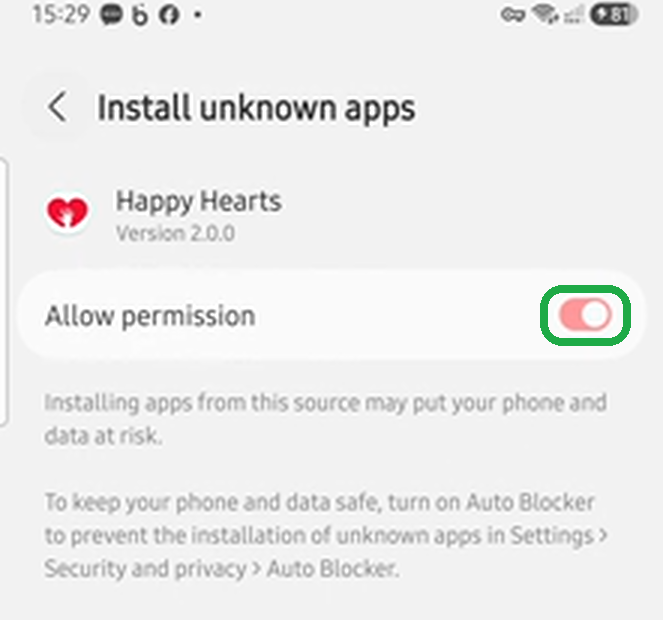 15:29
81
Install unknown apps
Happy Hearts
Version 2.0.0
Allow permission
Installing apps from this source may put your phone and
data at risk.
To keep your phone and data safe, turn on Auto Blocker
to prevent the installation of unknown apps in Settings >
Security and privacy > Auto Blocker.